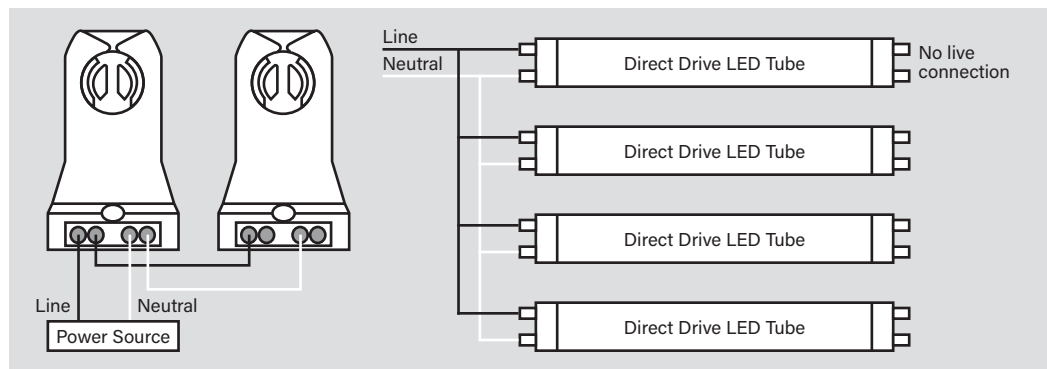 Line
Neutral
Power Source
Line
Neutral
Direct Drive LED Tube
No live
connection
Direct Drive LED Tube
Direct Drive LED Tube
Direct Drive LED Tube